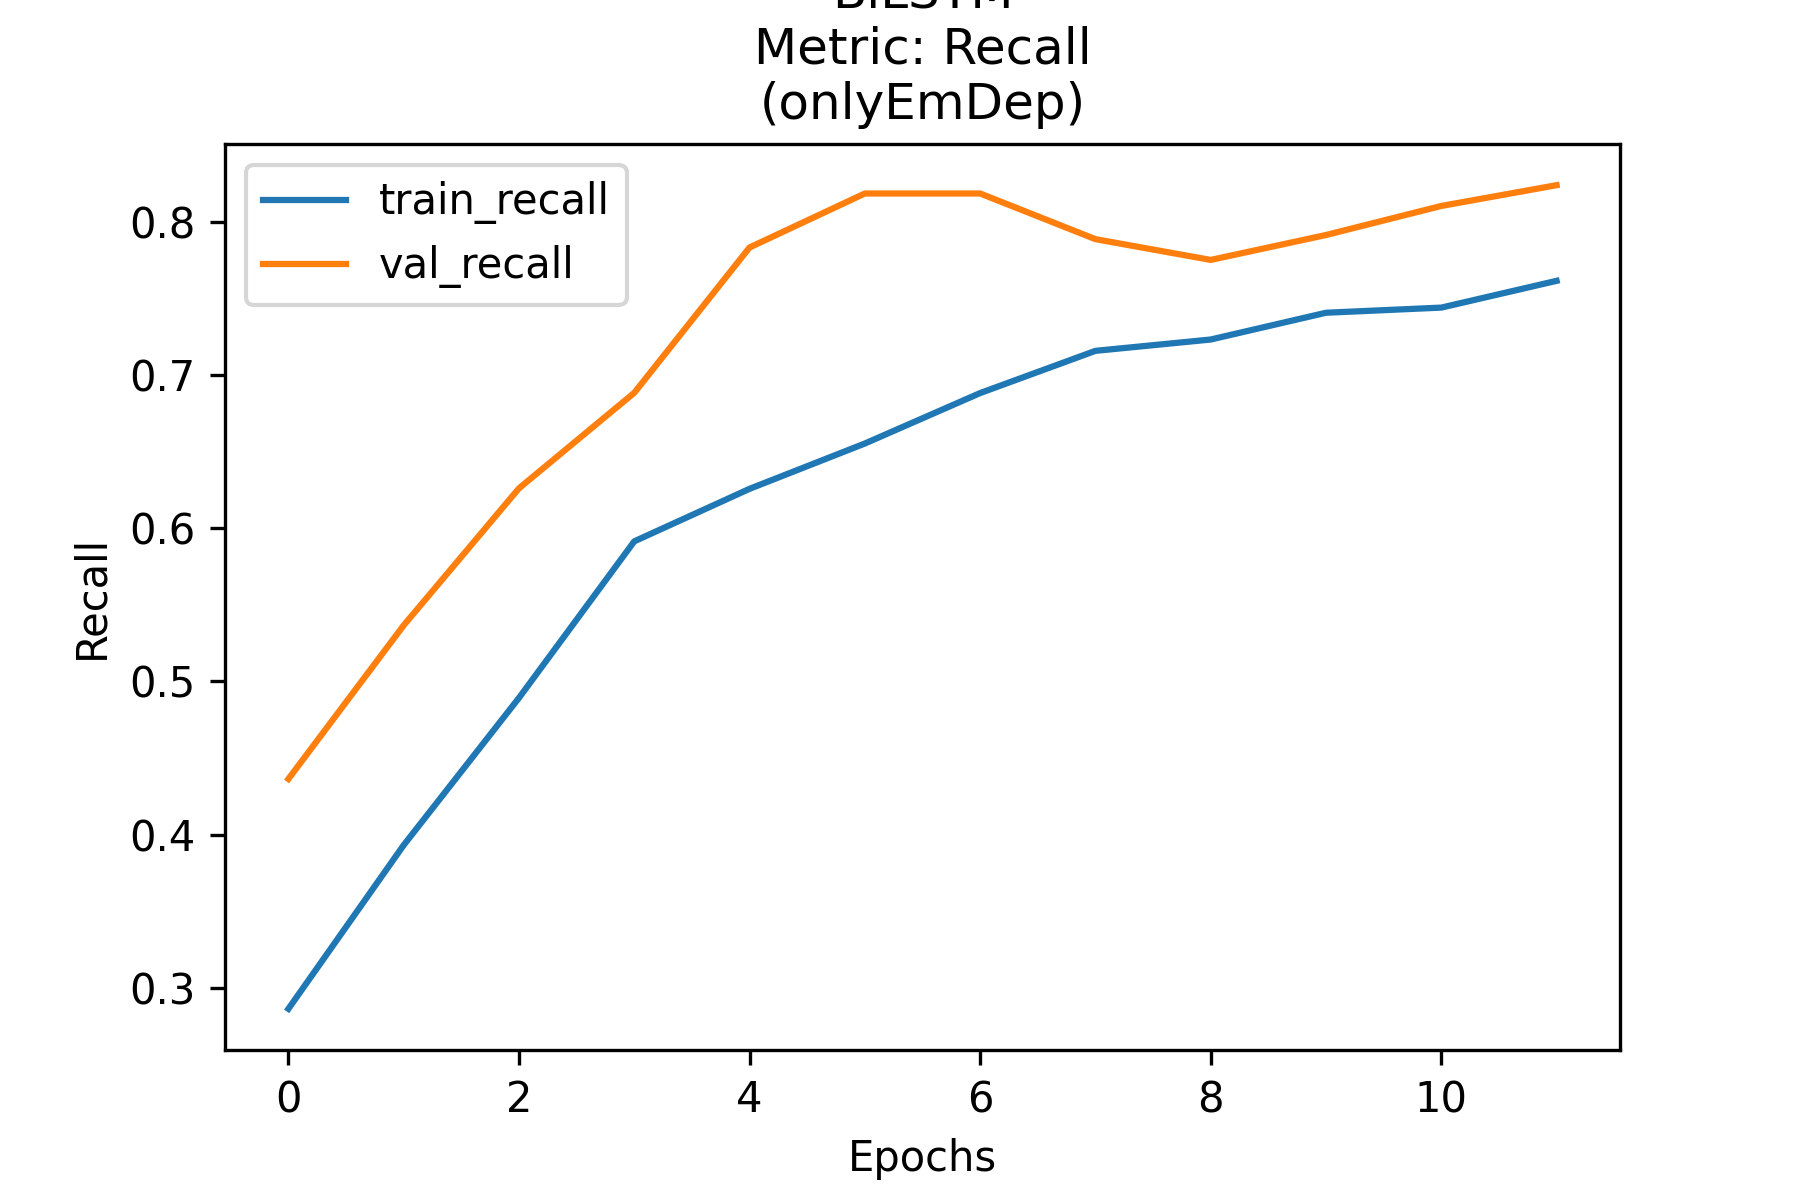 BiLSTM
Metric: Recall
(onlyEmDep)
train_recall
val_recall
0.8
0.7
0.6
0.5
0.4
0.3
Recall
0 2 4 6 8 10
Epochs